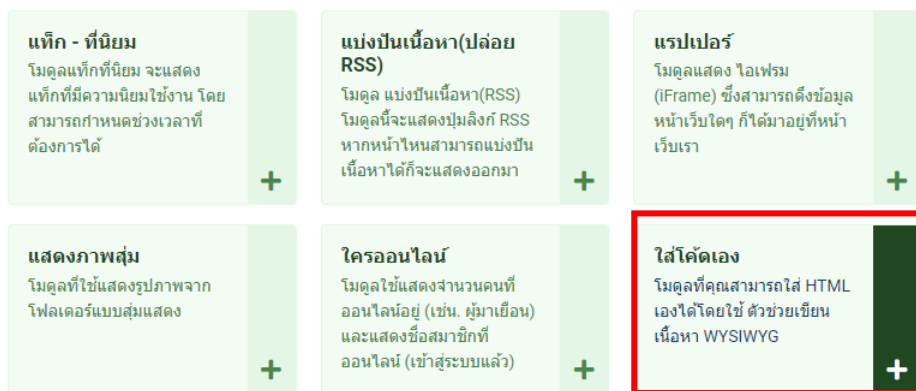 แท็ก - ที่นิยม
โมดูลแท็กที่นิยม จะแสดง
แท็กที่มีความนิยมใช้งาน โดย
สามารถกำหนดช่วงเวลาที่
ต้องการได้
แบ่งปันเนื้อหา(ปล่อย
RSS)
โมดูล แบ่งปันเนื้อหา(RSS)
โมดูลนี้จะแสดงปุ่มลิงก์ RSS
หากหน้าไหนสามารถแบ่งปัน
เนื้อหาได้ก็จะแสดงออกมา
แรปเปอร์
โมดูลแสดง ไอเฟรม
(iFrame) ซึ่งสามารถดึงข้อมูล
หน้าเว็บใดๆ ก็ได้มาอยู่ที่หน้า
เว็บเรา
แสดงภาพสุ่ม
โมดูลที่ใช้แสดงรูปภาพจาก
โฟลเดอร์แบบสุ่มแสดง
ใครออนไลน์
โมดูลใช้แสดงจำนวนคนที่
ออนไลน์อยู่ (เช่น. ผู้มาเยือน)
และแสดงชื่อสมาชิกที่
ออนไลน์ (เข้าสู่ระบบแล้ว)
ใส่โค้ดเอง
โมดูลที่คุณสามารถใส่ HTML
เองได้โดยใช้ ตัวช่วยเขียน
เนื้อหา WYSIWYG